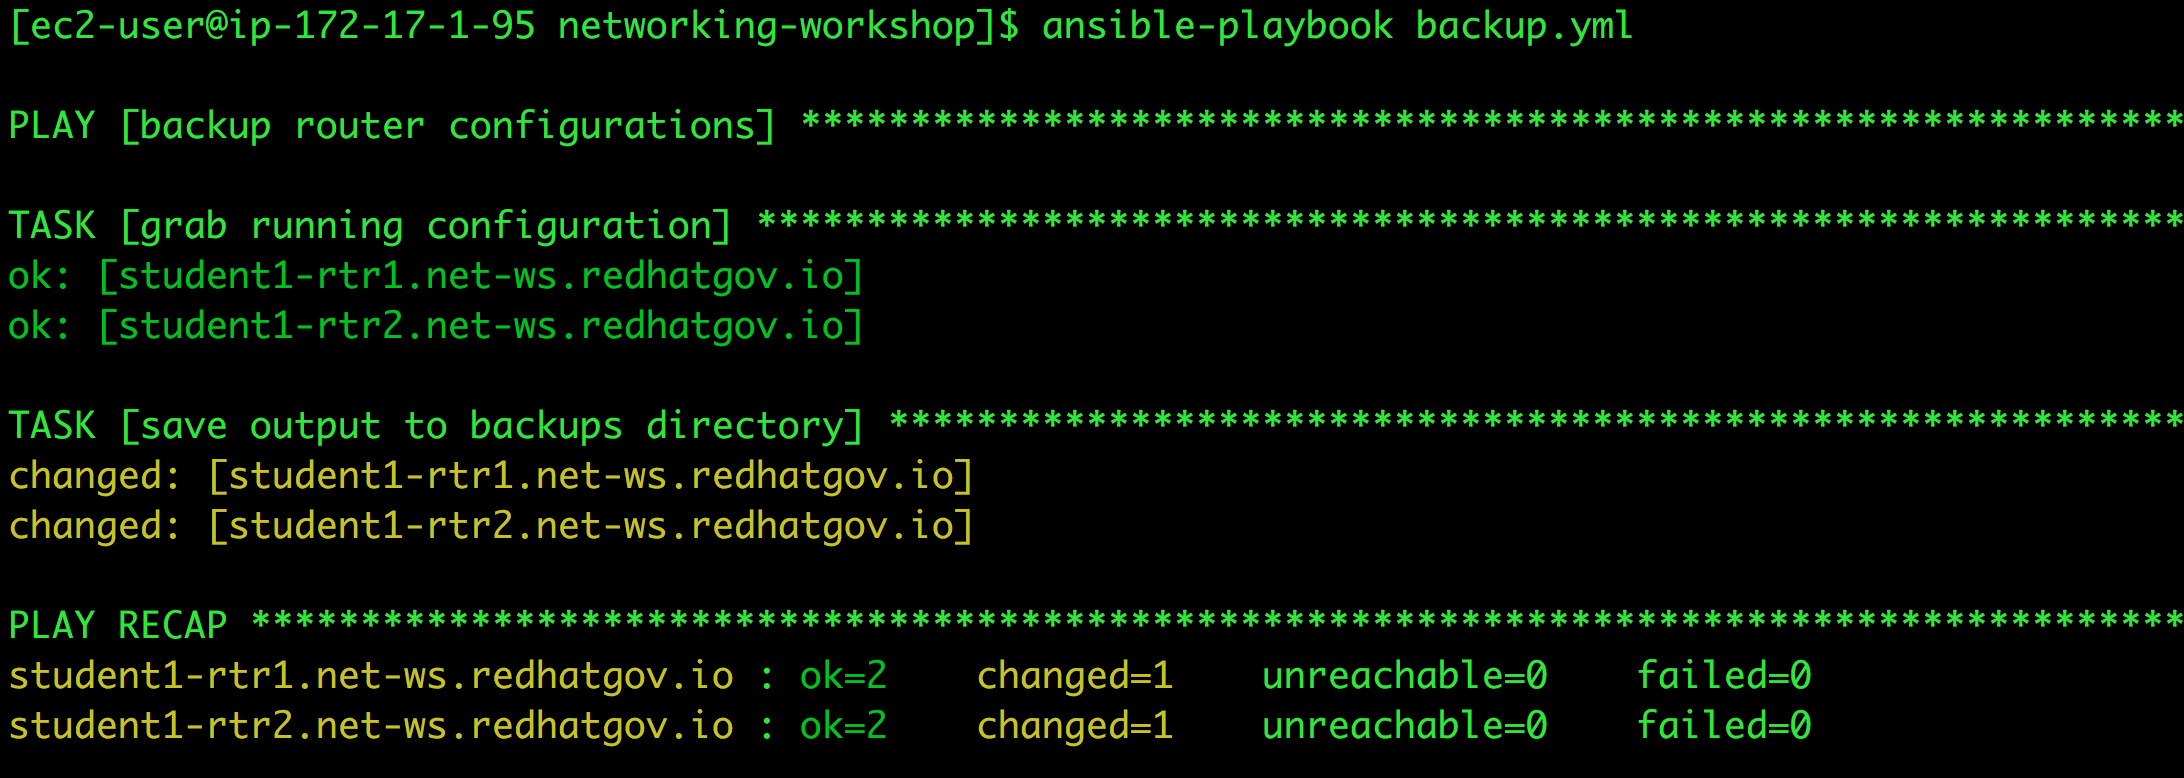 [ec2-user@ip-172-17-1-95 networking-workshop]$ ansible-playbook backup.yml
PLAY [backup router configurations] ***************************************************************
TASK [grab running configuration] *****************************************************************
ok: [student1-rtr1.net-ws.redhatgov.io]
ok: [student1-rtr2.net-ws.redhatgov.io]
TASK [save output to backups directory] ***********************************************************
changed: [student1-rtr1.net-ws.redhatgov.io]
changed: [student1-rtr2.net-ws.redhatgov.io]
PLAY RECAP ****************************************************************************************
student1-rtr1.net-ws.redhatgov.io : ok=2    changed=1    unreachable=0    failed=0
student1-rtr2.net-ws.redhatgov.io : ok=2    changed=1    unreachable=0    failed=0